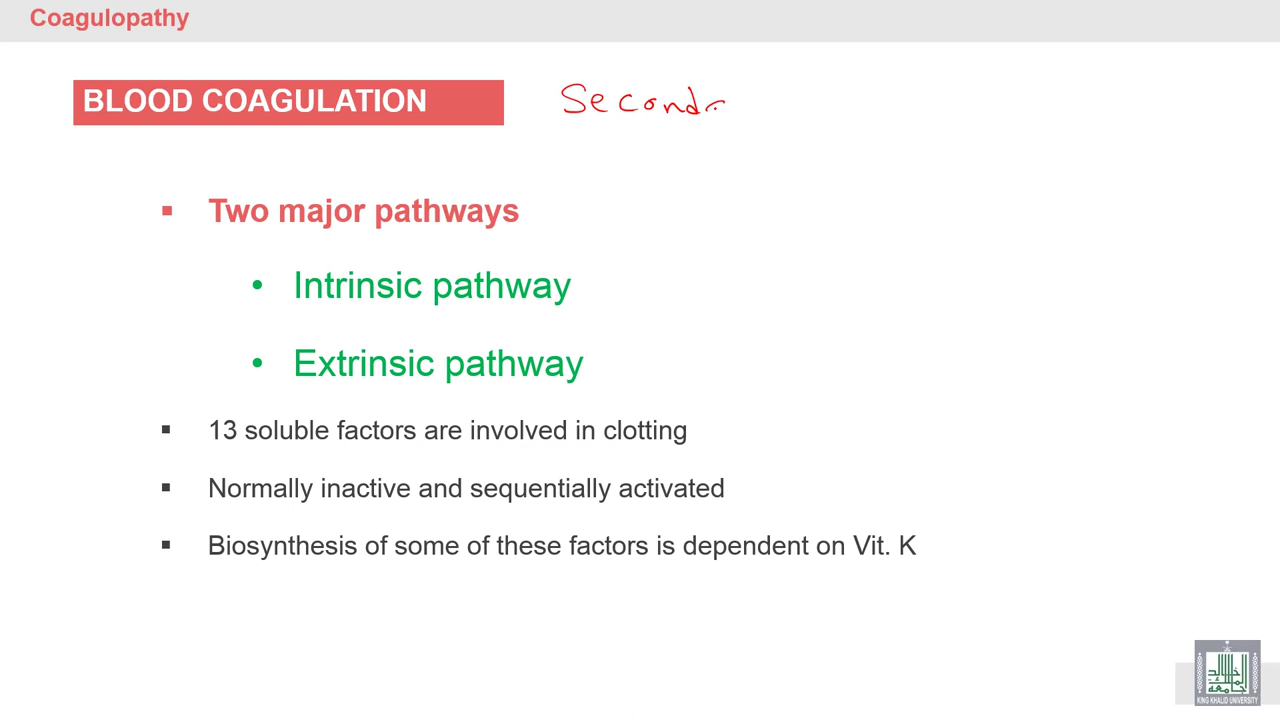 Coagulopathy
BLOOD COAGULATION
▪ Two major pathways
• Intrinsic pathway
• Extrinsic pathway
▪ 13 soluble factors are involved in clotting
▪ Normally inactive and sequentially activated
▪ Biosynthesis of some of these factors is dependent on Vit. K
KING KHALID UNIVERSITY